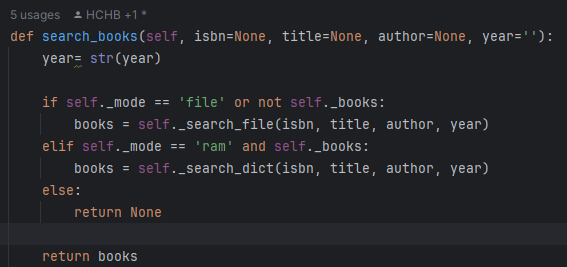 5 usages HCHB +1 *
def search_books(self, isbn=None, title=None, author=None, year=''):
year= str(year)
if self._mode == 'file' or not self._books:
books = self._search_file(isbn, title, author, year)
elif self._mode == 'ram' and self._books:
books = self._search_dict(isbn, title, author, year)
else:
return None
return books